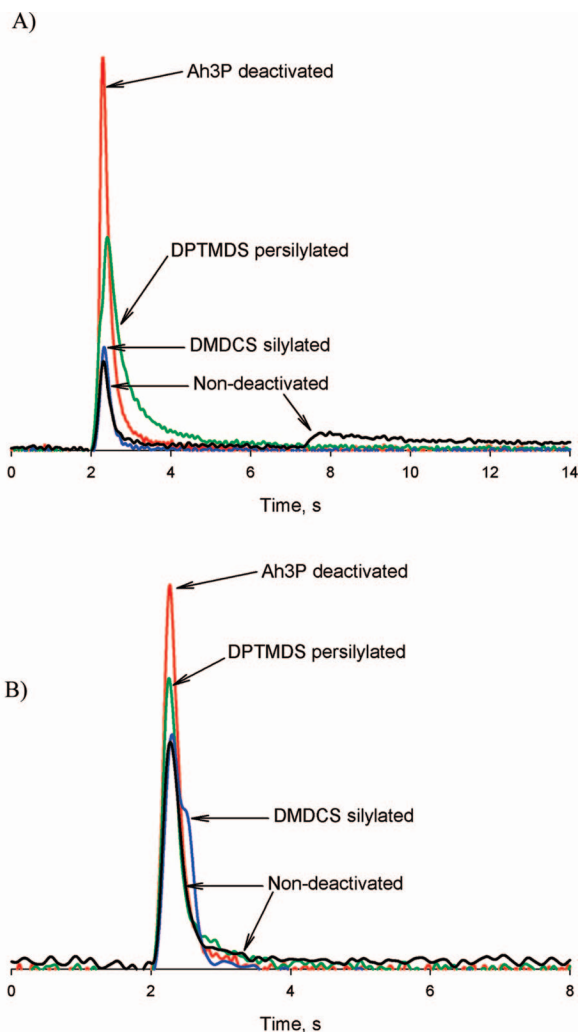 A)
Ah3P deactivated
DPTMDS persilylated
DMDCS silylated
Non-deactivated
0 2 4 6 8 10 12 14
Time, s
Ah3P deactivated
DPTMDS persilylated
B)
DMDCS silylated
Non-deactivated
0 2 4 6 8
Time, s